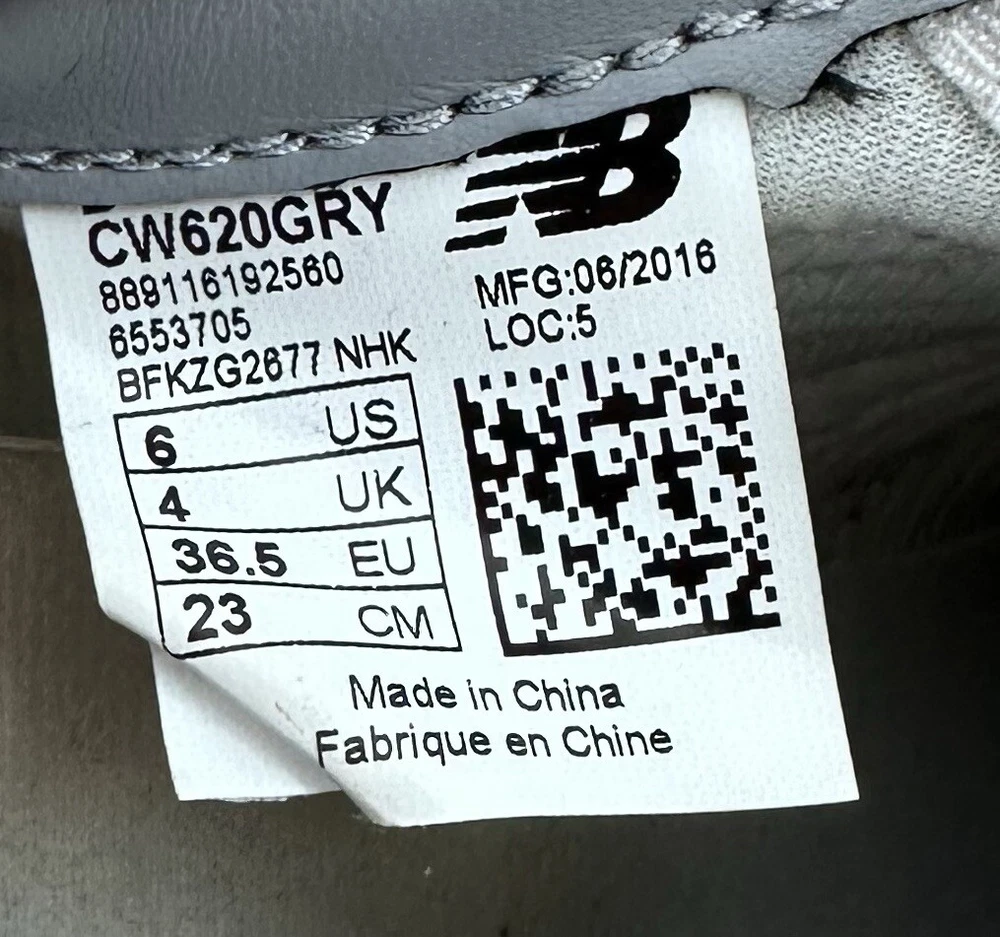 NB
CW620GRY
889116192560
6553705
BFKZG2677 NHK
MFG:06/2016
LOC:5
6 US
4 UK
36.5 EU
23 CM
Made in China
Fabrique en Chine